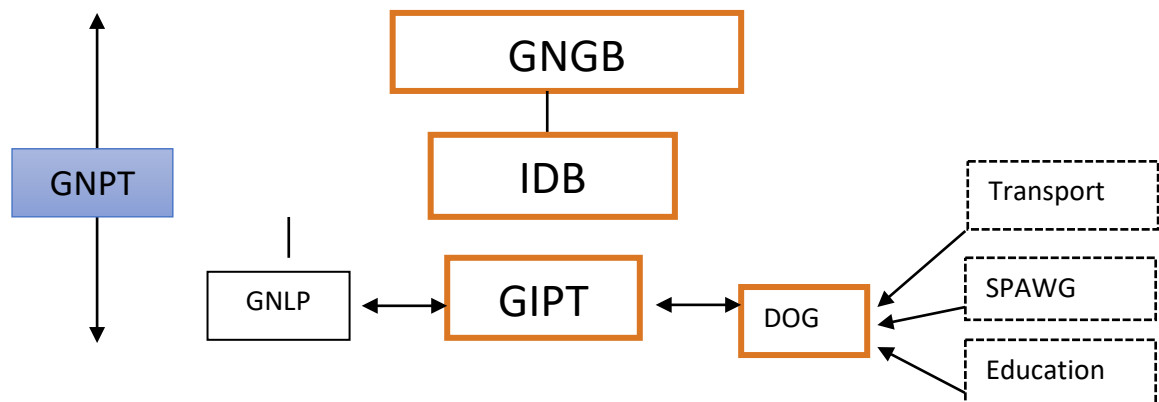 GNGB
GNPT
IDB
Transport
GNLP
GIPT
DOG
SPAWG
Education